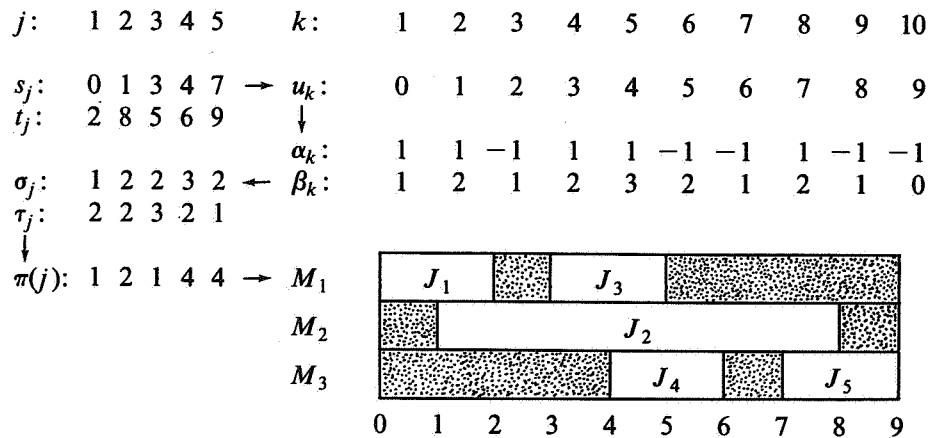 j: 1 2 3 4 5 k: 1 2 3 4 5 6 7 8 9 10
s_j: 0 1 3 4 7 → u_k: 0 1 2 3 4 5 6 7 8 9
t_j: 2 8 5 6 9 ↓
α_k: 1 1 −1 1 1 −1 −1 1 −1 −1
σ_j: 1 2 2 3 2 ← β_k: 1 2 1 2 3 2 1 2 1 0
τ_j: 2 2 3 2 1
↓
π(j): 1 2 1 4 4 → M_1 J_1 J_3
M_2 J_2
M_3 J_4 J_5
0 1 2 3 4 5 6 7 8 9